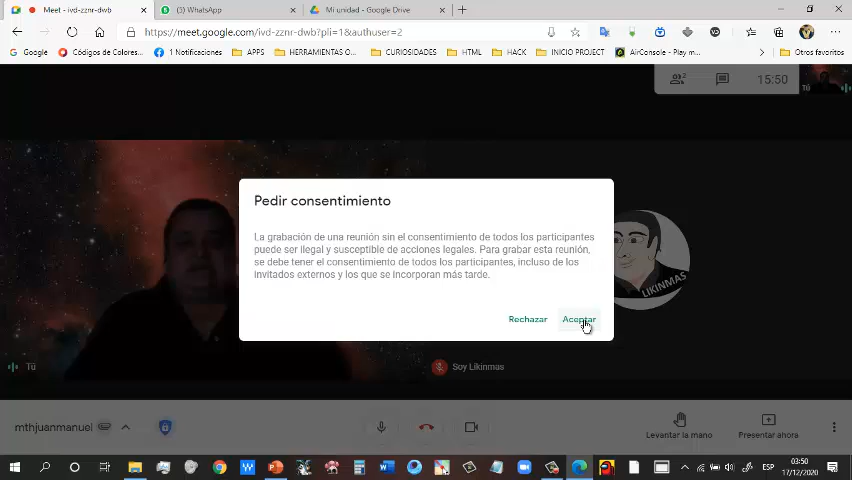 Meet - ivd-zznr-dwb
(3) WhatsApp
Mi unidad - Google Drive
https://meet.google.com/ivd-zznr-dwb?pli=1&authuser=2
Google
Códigos de Colores...
1 Notificaciones
APPS
HERRAMIENTAS O...
CURIOSIDADES
HTML
HACK
INICIO PROJECT
AirConsole - Play m...
Otros favoritos
2
15:50
Tú
Pedir consentimiento
La grabación de una reunión sin el consentimiento de todos los participantes
puede ser ilegal y susceptible de acciones legales. Para grabar esta reunión,
se debe tener el consentimiento de todos los participantes, incluso de los
invitados externos y los que se incorporan más tarde.
Rechazar
Aceptar
LIKINMAS
Tú
Soy Likinmas
mthjuanmanuel
Levantar la mano
Presentar ahora
ESP
03:50
17/12/2020